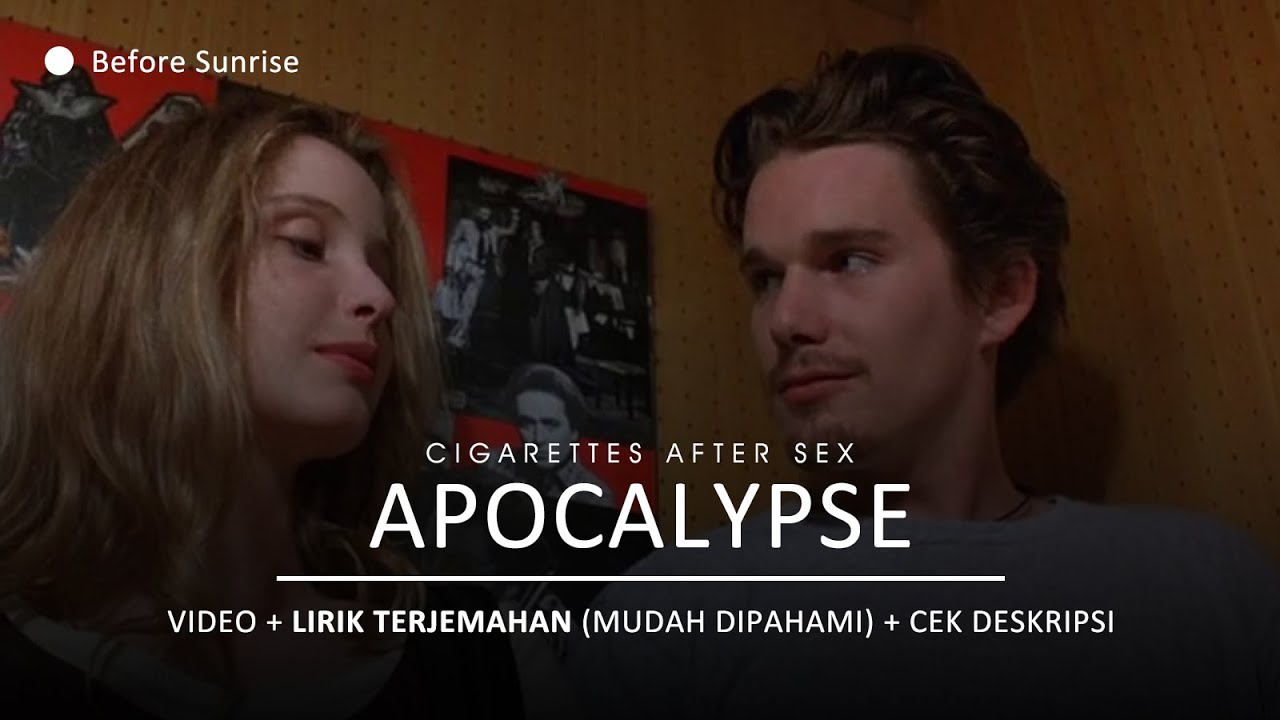 Before Sunrise
CIGARETTES AFTER SEX
APOCALYPSE
VIDEO + LIRIK TERJEMAHAN (MUDAH DIPAHAMI) + CEK DESKRIPSI